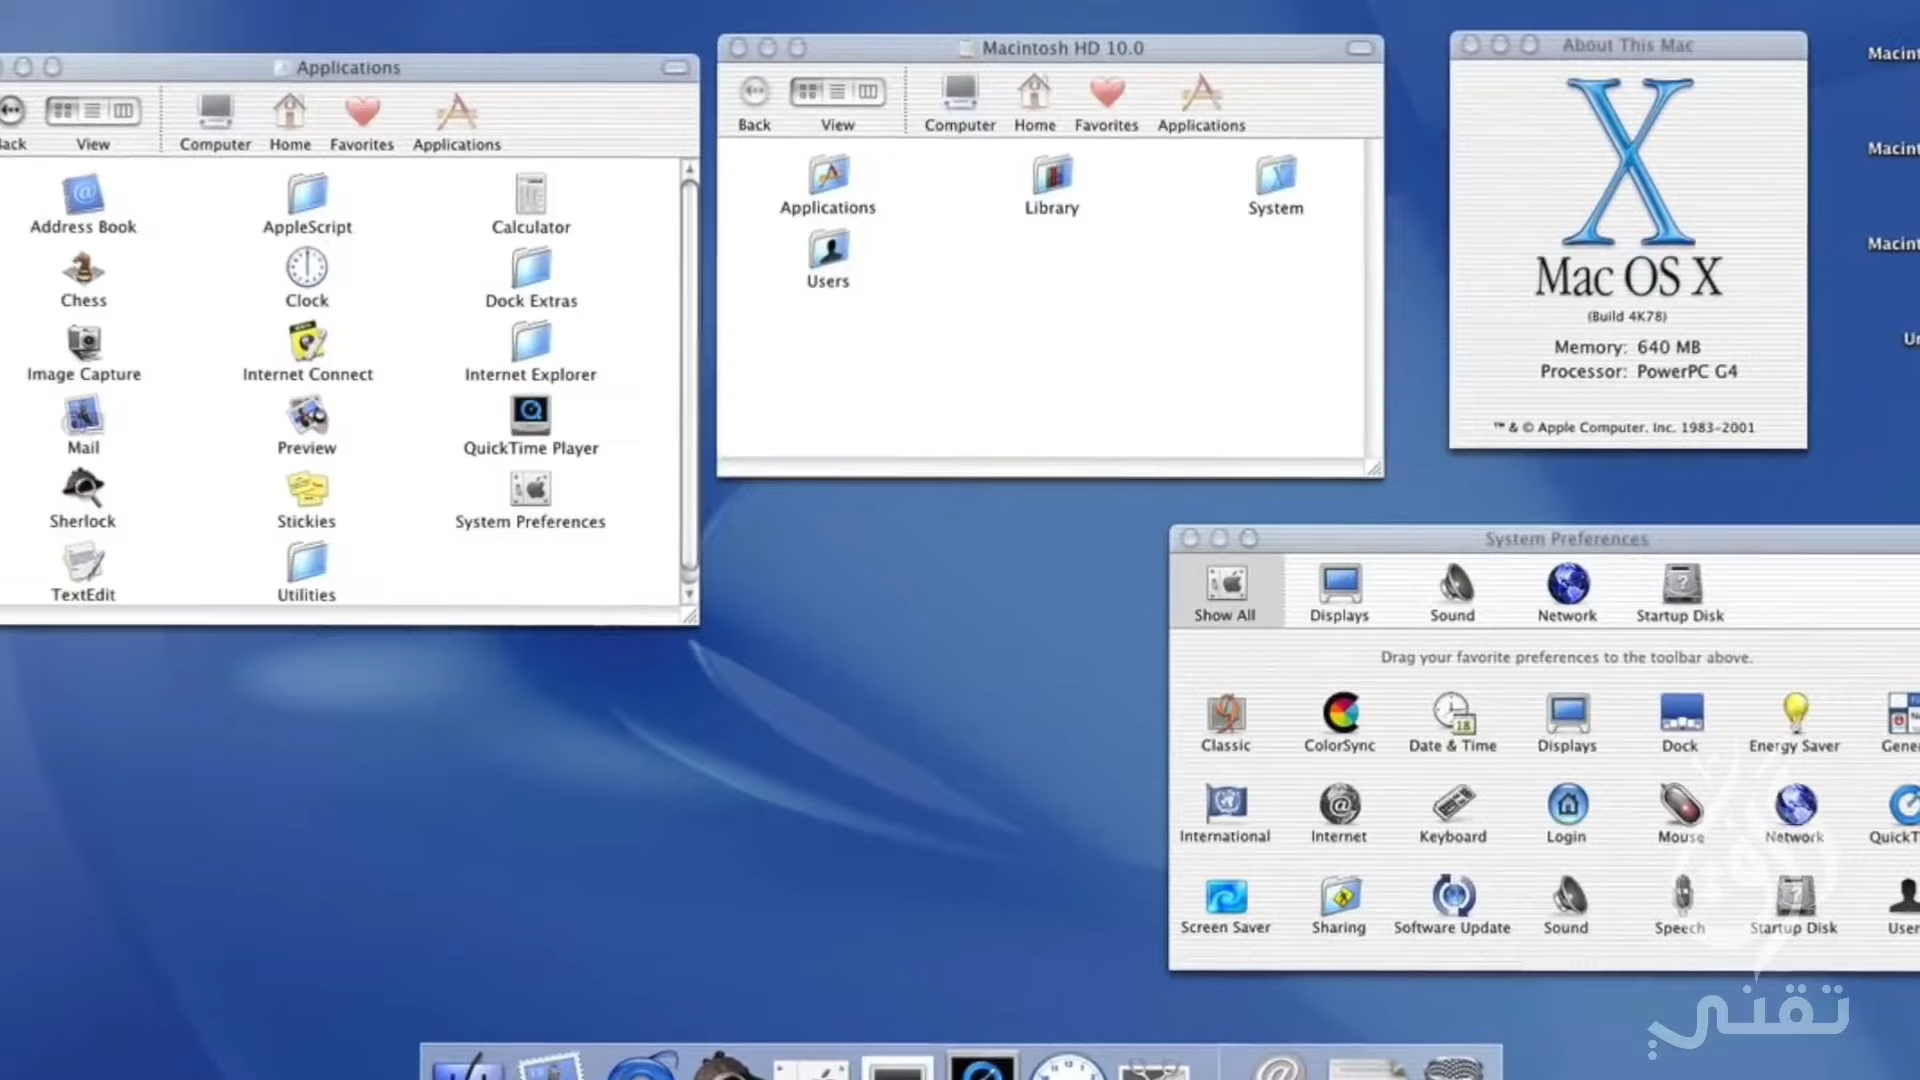 Applications
Back
View
Computer
Home
Favorites
Applications
Address Book
AppleScript
Calculator
Chess
Clock
Dock Extras
Image Capture
Internet Connect
Internet Explorer
Mail
Preview
QuickTime Player
Sherlock
Stickies
System Preferences
TextEdit
Utilities
Macintosh HD 10.0
Back
View
Computer
Home
Favorites
Applications
Applications
Library
System
Users
About This Mac
X
Mac OS X
(Build 4K78)
Memory: 640 MB
Processor: PowerPC G4
™ & © Apple Computer, Inc. 1983-2001
System Preferences
Show All
Displays
Sound
Network
Startup Disk
Drag your favorite preferences to the toolbar above.
Classic
ColorSync
Date & Time
Displays
Dock
Energy Saver
International
Internet
Keyboard
Login
Mouse
Network
Screen Saver
Sharing
Software Update
Sound
Speech
Startup Disk
تقني